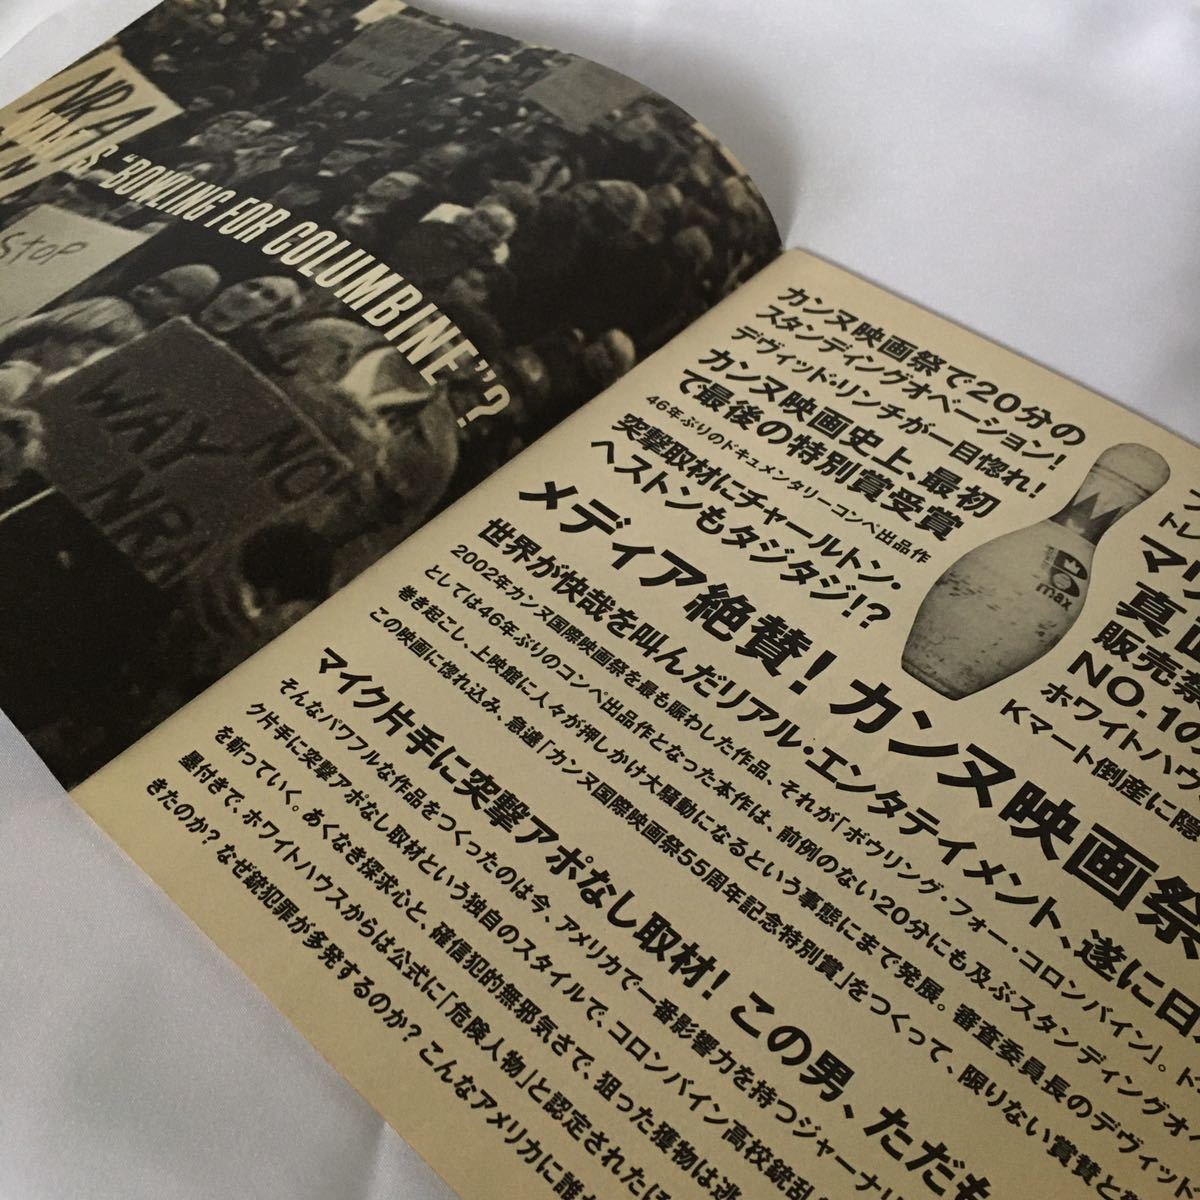 NRA
STOP
WHAT IS "BOWLING FOR COLUMBINE"?
NO
WAY
NRA
カンヌ映画祭で20分の
スタンディングオベーション!
デヴィッド・リンチが一目惚れ!
カンヌ映画史上、最初
で最後の特別賞受賞
46年ぶりのドキュメンタリーコンペ出品作
突撃取材にチャールトン・
ヘストンもタジタジ!?
max
トレ
マリ
真
販売
NO.1の
ホワイトハウ
Kマート倒産に
メディア絶賛!カンヌ映画祭
世界が快哉を叫んだリアル・エンタテイメント、遂に日
2002年カンヌ国際映画祭を最も賑わした作品、それが「ボウリング・フォー・コロンバイン」。ド
としては46年ぶりのコンペ出品作となった本作は、前例のない20分にも及ぶスタンディングオ
巻き起こし、上映館に人々が押しかけ大騒動になるという事態にまで発展。審査委員長のデヴィッド
この映画に惚れ込み、急遽「カンヌ国際映画祭55周年記念特別賞」をつくって、限りない賞賛と
マイク片手に突撃アポなし取材!この男、ただも
そんなパワフルな作品をつくったのは今、アメリカで一番影響力を持つジャーナリ
ク片手に突撃アポなし取材という独自のスタイルで、コロンバイン高校銃乱
を斬っていく。あくなき探求心と、確信犯的無邪気さで、狙った獲物は逃
墨付きで、ホワイトハウスからは公式に「危険人物」と認定されたほ
きたのか?なぜ銃犯罪が多発するのか?こんなアメリカに誰